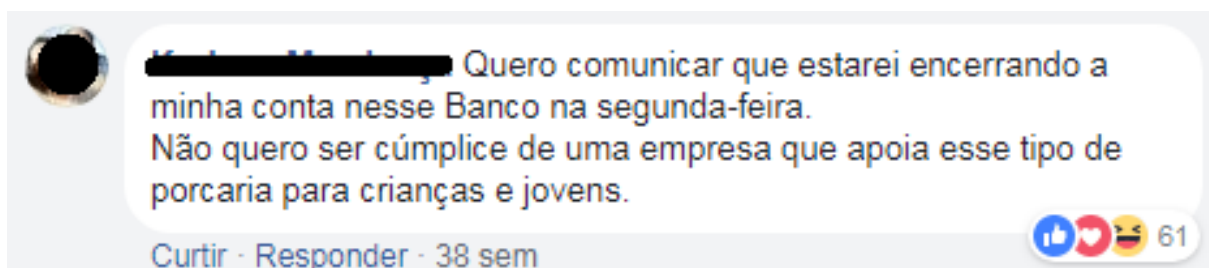 Quero comunicar que estarei encerrando a
minha conta nesse Banco na segunda-feira.
Não quero ser cúmplice de uma empresa que apoia esse tipo de
porcaria para crianças e jovens.
Curtir · Responder · 38 sem
61